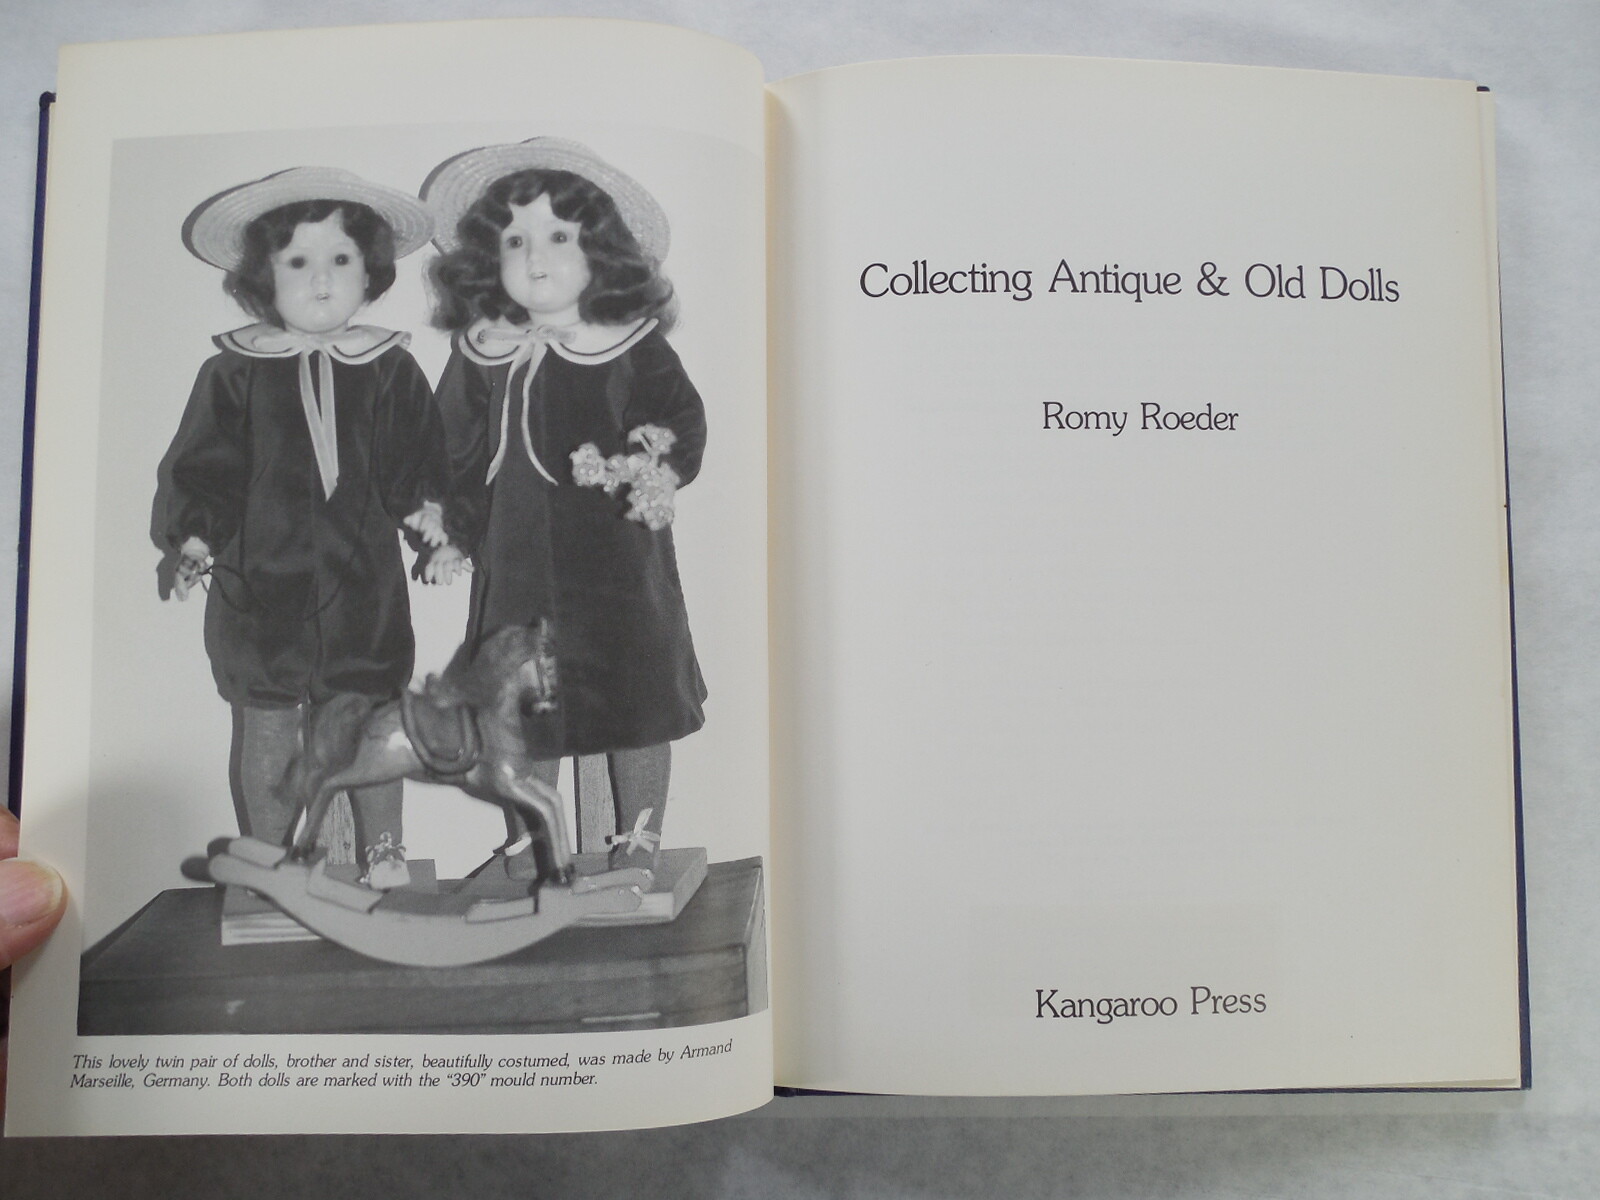 This lovely twin pair of dolls, brother and sister, beautifully costumed, was made by Armand
Marseille, Germany. Both dolls are marked with the “390” mould number.
Collecting Antique & Old Dolls
Romy Roeder
Kangaroo Press